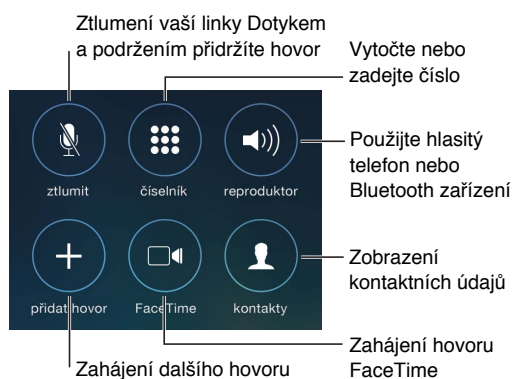 Ztlumení vaší linky Dotykem
a podržením přidržíte hovor
Vytočte nebo
zadejte číslo
ztlumit
číselník
reproduktor
Použijte hlasitý
telefon nebo
Bluetooth zařízení
přidat hovor
FaceTime
kontakty
Zobrazení
kontaktních údajů
Zahájení dalšího hovoru
Zahájení hovoru
FaceTime